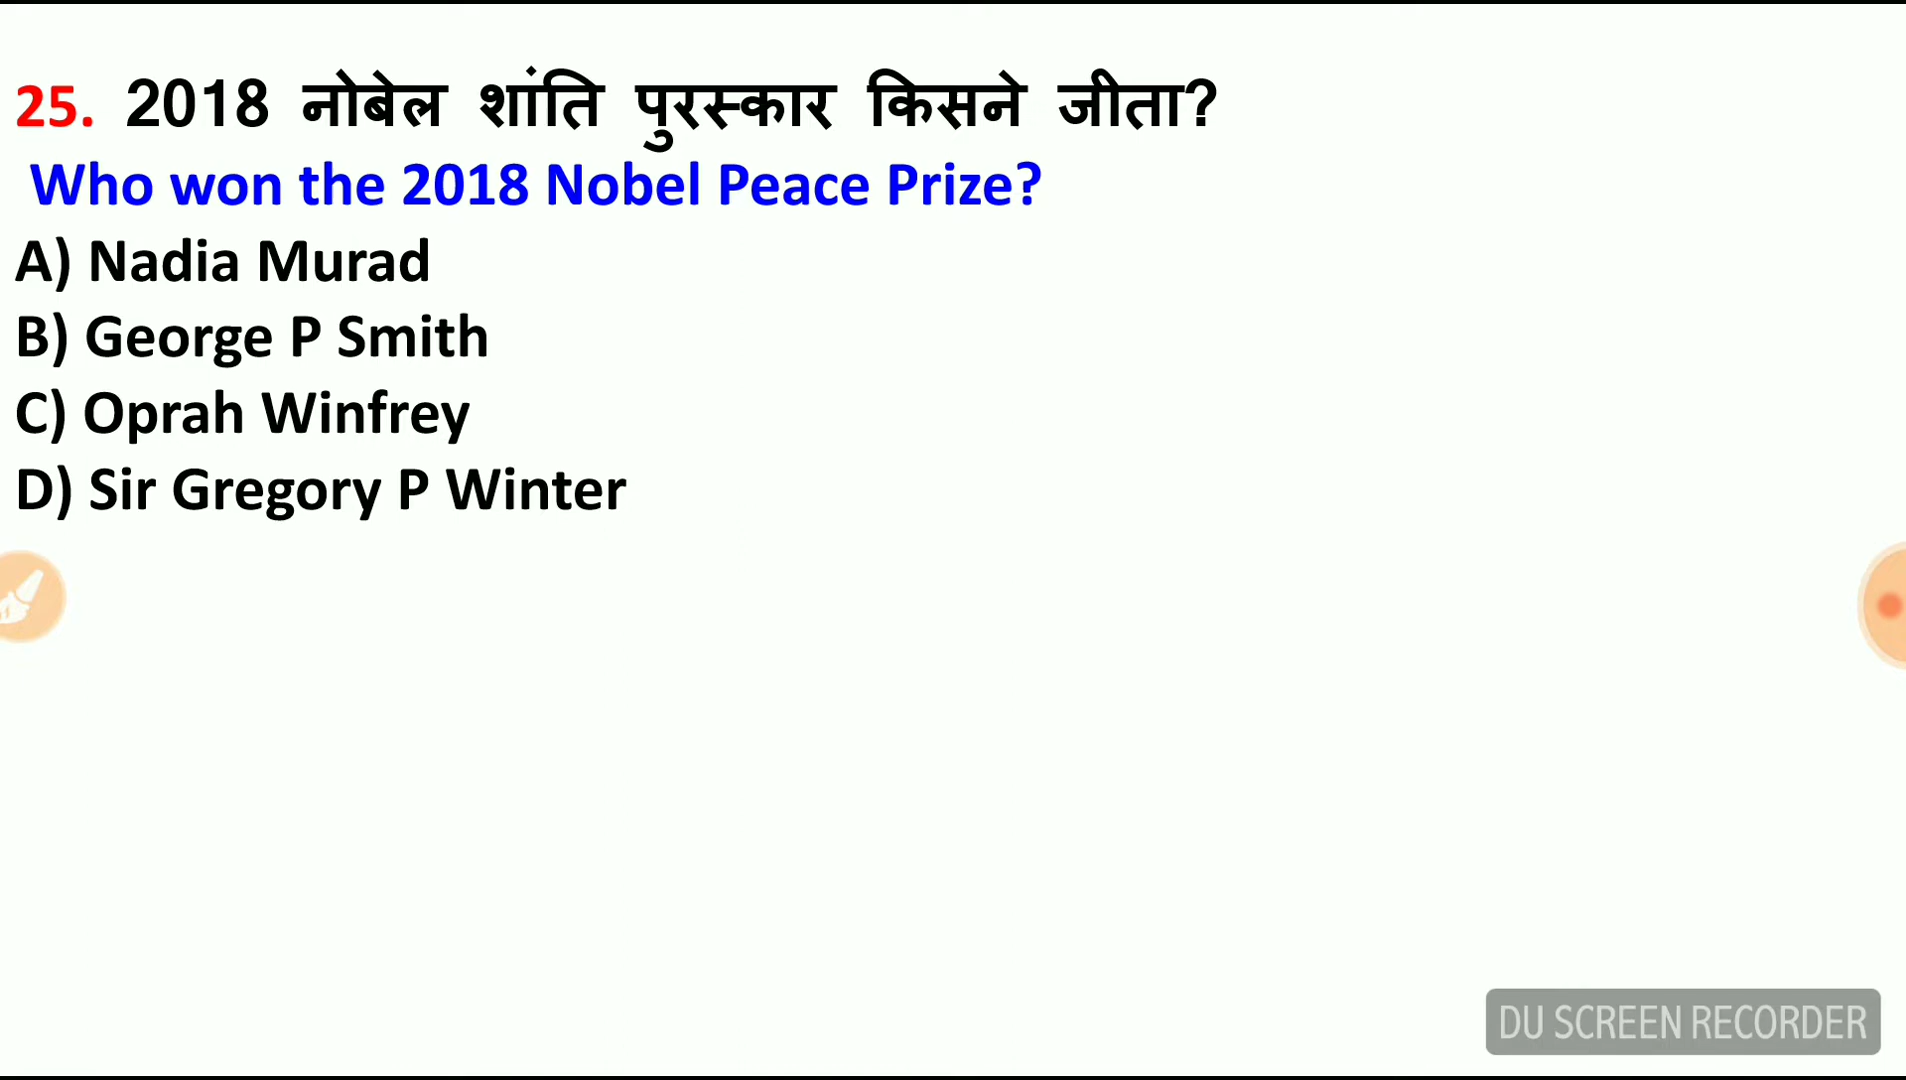 25. 2018 नोबेल शांति पुरस्कार किसने जीता?
Who won the 2018 Nobel Peace Prize?
A) Nadia Murad
B) George P Smith
C) Oprah Winfrey
D) Sir Gregory P Winter
DU SCREEN RECORDER